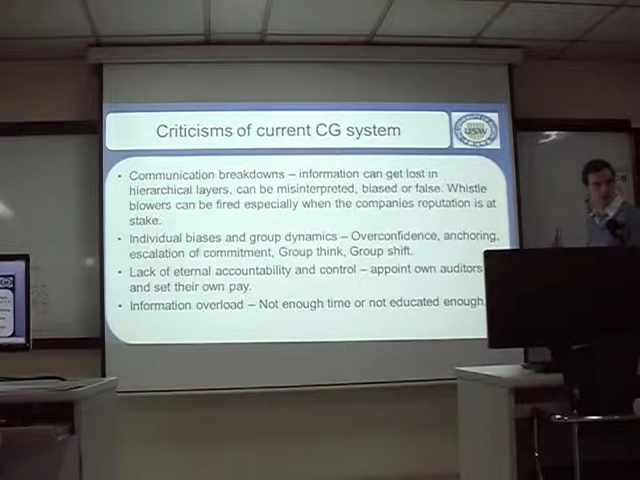 Criticisms of current CG system
• Communication breakdowns – information can get lost in
hierarchical layers, can be misinterpreted, biased or false. Whistle
blowers can be fired especially when the companies reputation is at
stake.
• Individual biases and group dynamics – Overconfidence, anchoring,
escalation of commitment, Group think, Group shift.
• Lack of eternal accountability and control – appoint own auditors
and set their own pay.
• Information overload – Not enough time or not educated enough